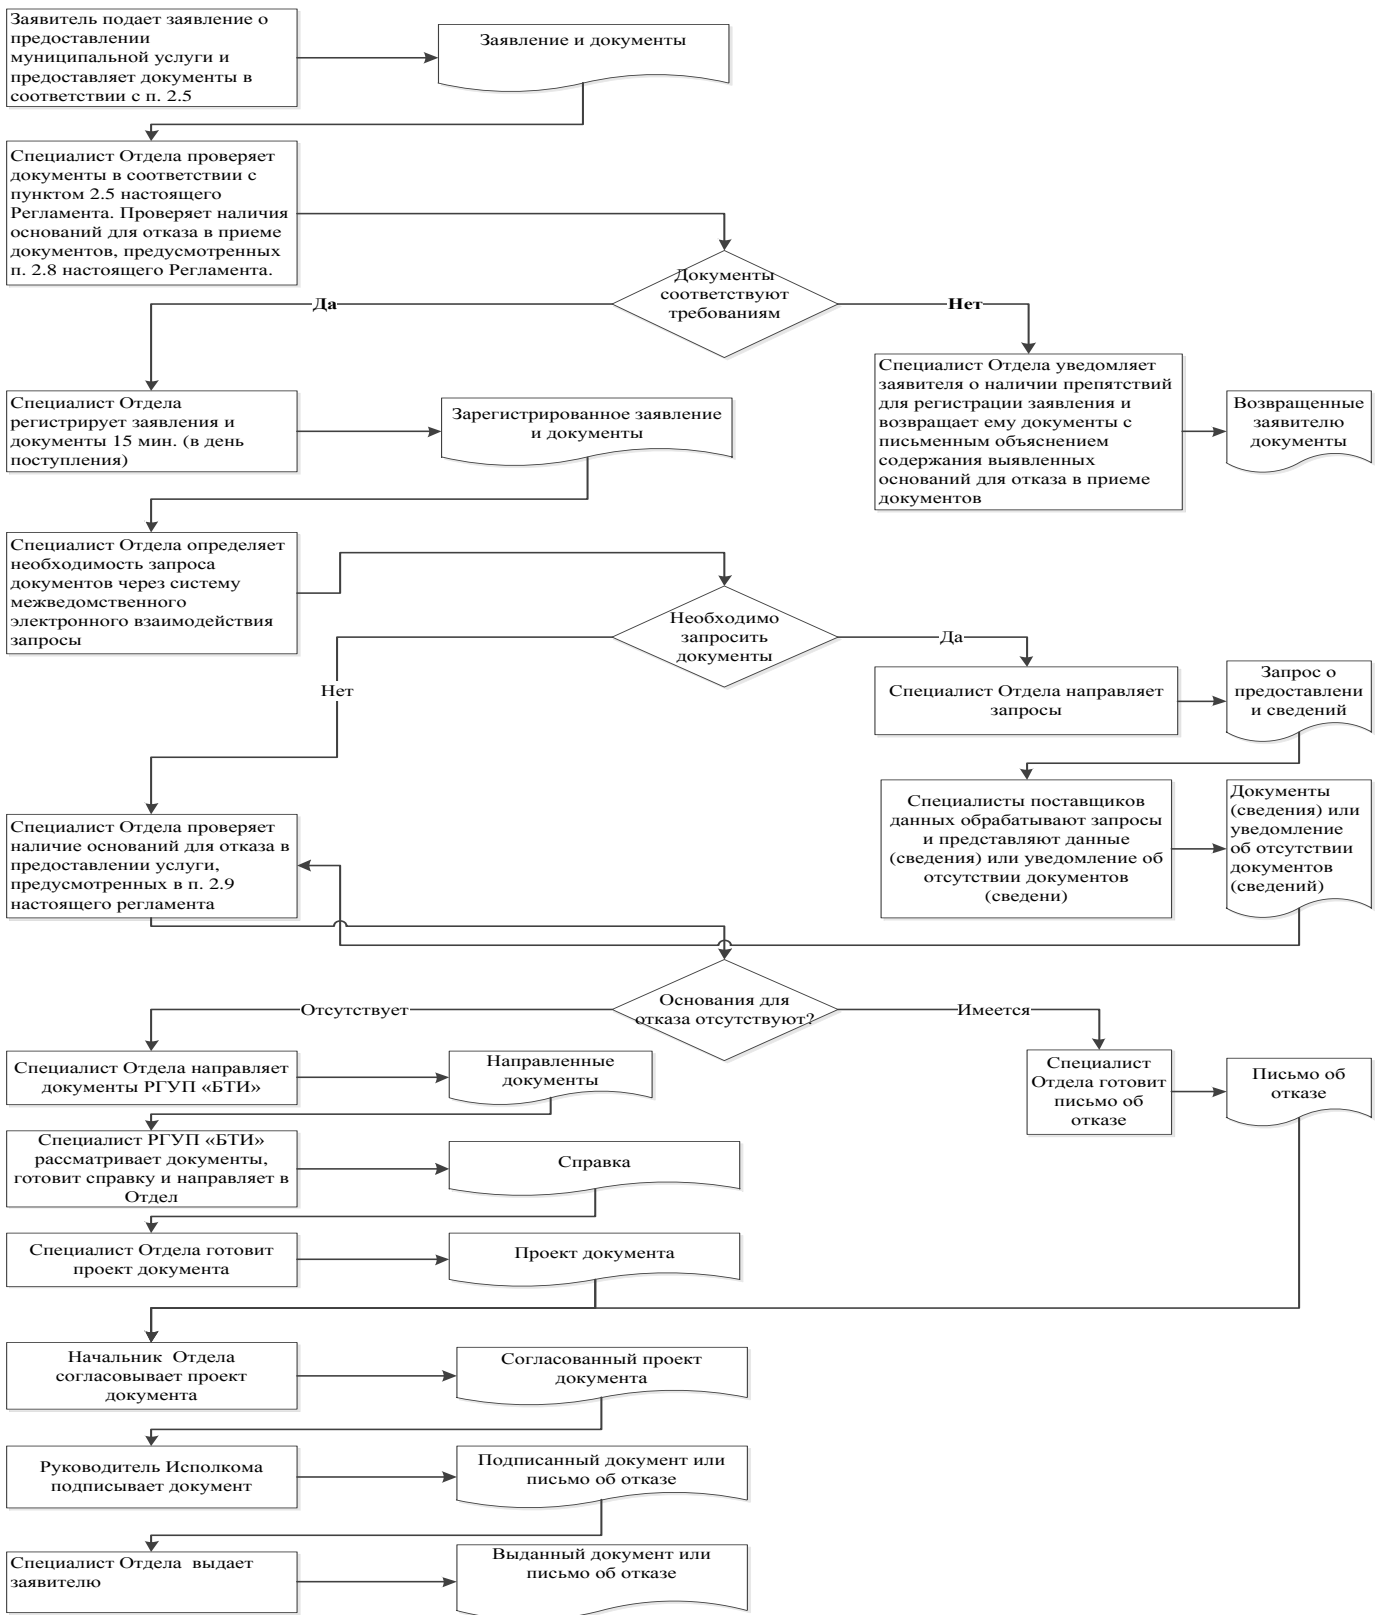 Заявитель подает заявление о
предоставлении
муниципальной услуги и
предоставляет документы в
соответствии с п. 2.5
Заявление и документы
Специалист Отдела проверяет
документы в соответствии с
пунктом 2.5 настоящего
Регламента. Проверяет наличия
оснований для отказа в приеме
документов, предусмотренных
п. 2.8 настоящего Регламента.
Документы
соответствуют
требованиям
Да
Нет
Специалист Отдела
регистрирует заявления и
документы 15 мин. (в день
поступления)
Зарегистрированное заявление
и документы
Специалист Отдела уведомляет
заявителя о наличии препятствий
для регистрации заявления и
возвращает ему документы с
письменным объяснением
содержания выявленных
оснований для отказа в приеме
документов
Возвращенные
заявителю
документы
Специалист Отдела определяет
необходимость запроса
документов через систему
межведомственного
электронного взаимодействия
запросы
Необходимо
запросить
документы
Да
Нет
Специалист Отдела направляет
запросы
Запрос о
предоставлени
и сведений
Специалисты поставщиков
данных обрабатывают запросы
и представляют данные
(сведения) или уведомление об
отсутствии документов
(сведени)
Документы
(сведения) или
уведомление
об отсутствии
документов
(сведений)
Специалист Отдела проверяет
наличие оснований для отказа в
предоставлении услуги,
предусмотренных в п. 2.9
настоящего регламента
Основания для
отказа отсутствуют?
Отсутствует
Имеется
Специалист Отдела направляет
документы РГУП «БТИ»
Направленные
документы
Специалист
Отдела готовит
письмо об
отказе
Письмо об
отказе
Специалист РГУП «БТИ»
рассматривает документы,
готовит справку и направляет в
Отдел
Справка
Специалист Отдела готовит
проект документа
Проект документа
Начальник  Отдела
согласовывает проект
документа
Согласованный проект
документа
Руководитель Исполкома
подписывает документ
Подписанный документ или
письмо об отказе
Специалист Отдела  выдает
заявителю
Выданный документ или
письмо об отказе